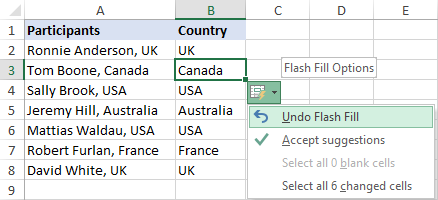 A B C D E
1 Participants Country
2 Ronnie Anderson, UK UK
3 Tom Boone, Canada Canada
Flash Fill Options
4 Sally Brook, USA USA
5 Jeremy Hill, Australia Australia
Undo Flash Fill
6 Mattias Waldau, USA USA
Accept suggestions
7 Robert Furlan, France France
Select all 0 blank cells
8 David White, UK UK
Select all 6 changed cells
9